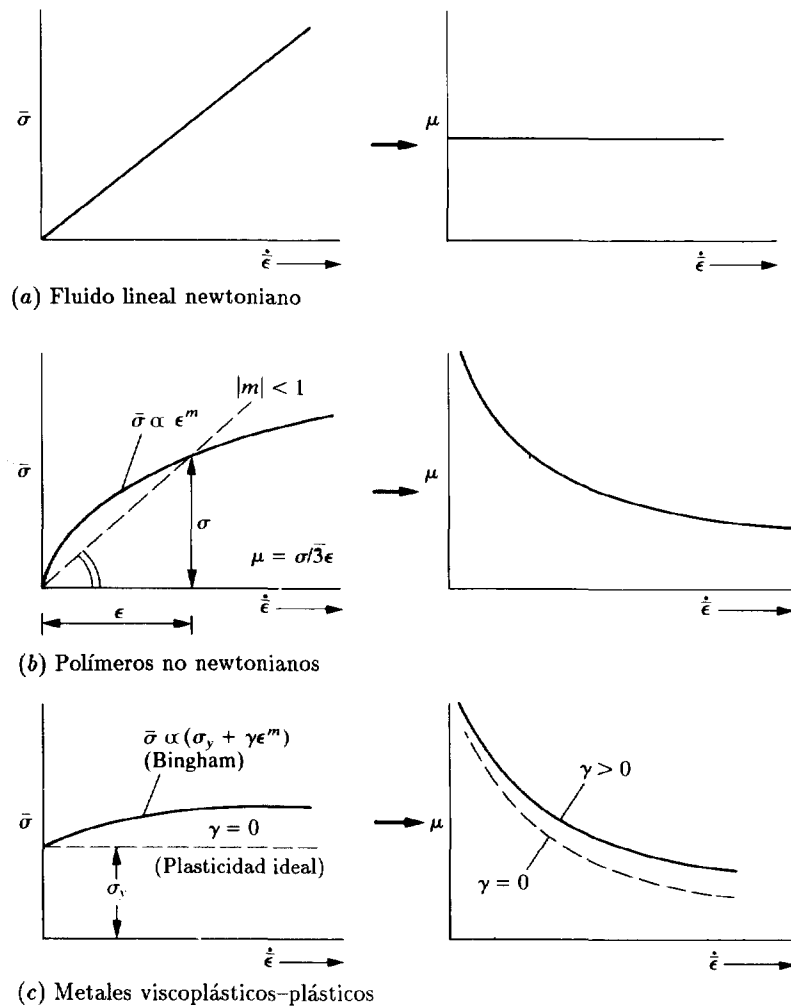 σ̄
μ
ε̄̇
ε̄̇
(a) Fluido lineal newtoniano
|m| < 1
σ̄ ∝ ε^m
σ̄
σ
μ
μ = σ/3̄ε
ε̄̇
ε
ε̄̇
(b) Polímeros no newtonianos
σ̄ ∝ (σ_y + γε^m)
(Bingham)
γ > 0
σ̄
γ = 0
μ
(Plasticidad ideal)
γ = 0
σ_y
ε̄̇
ε̄̇
(c) Metales viscoplásticos–plásticos